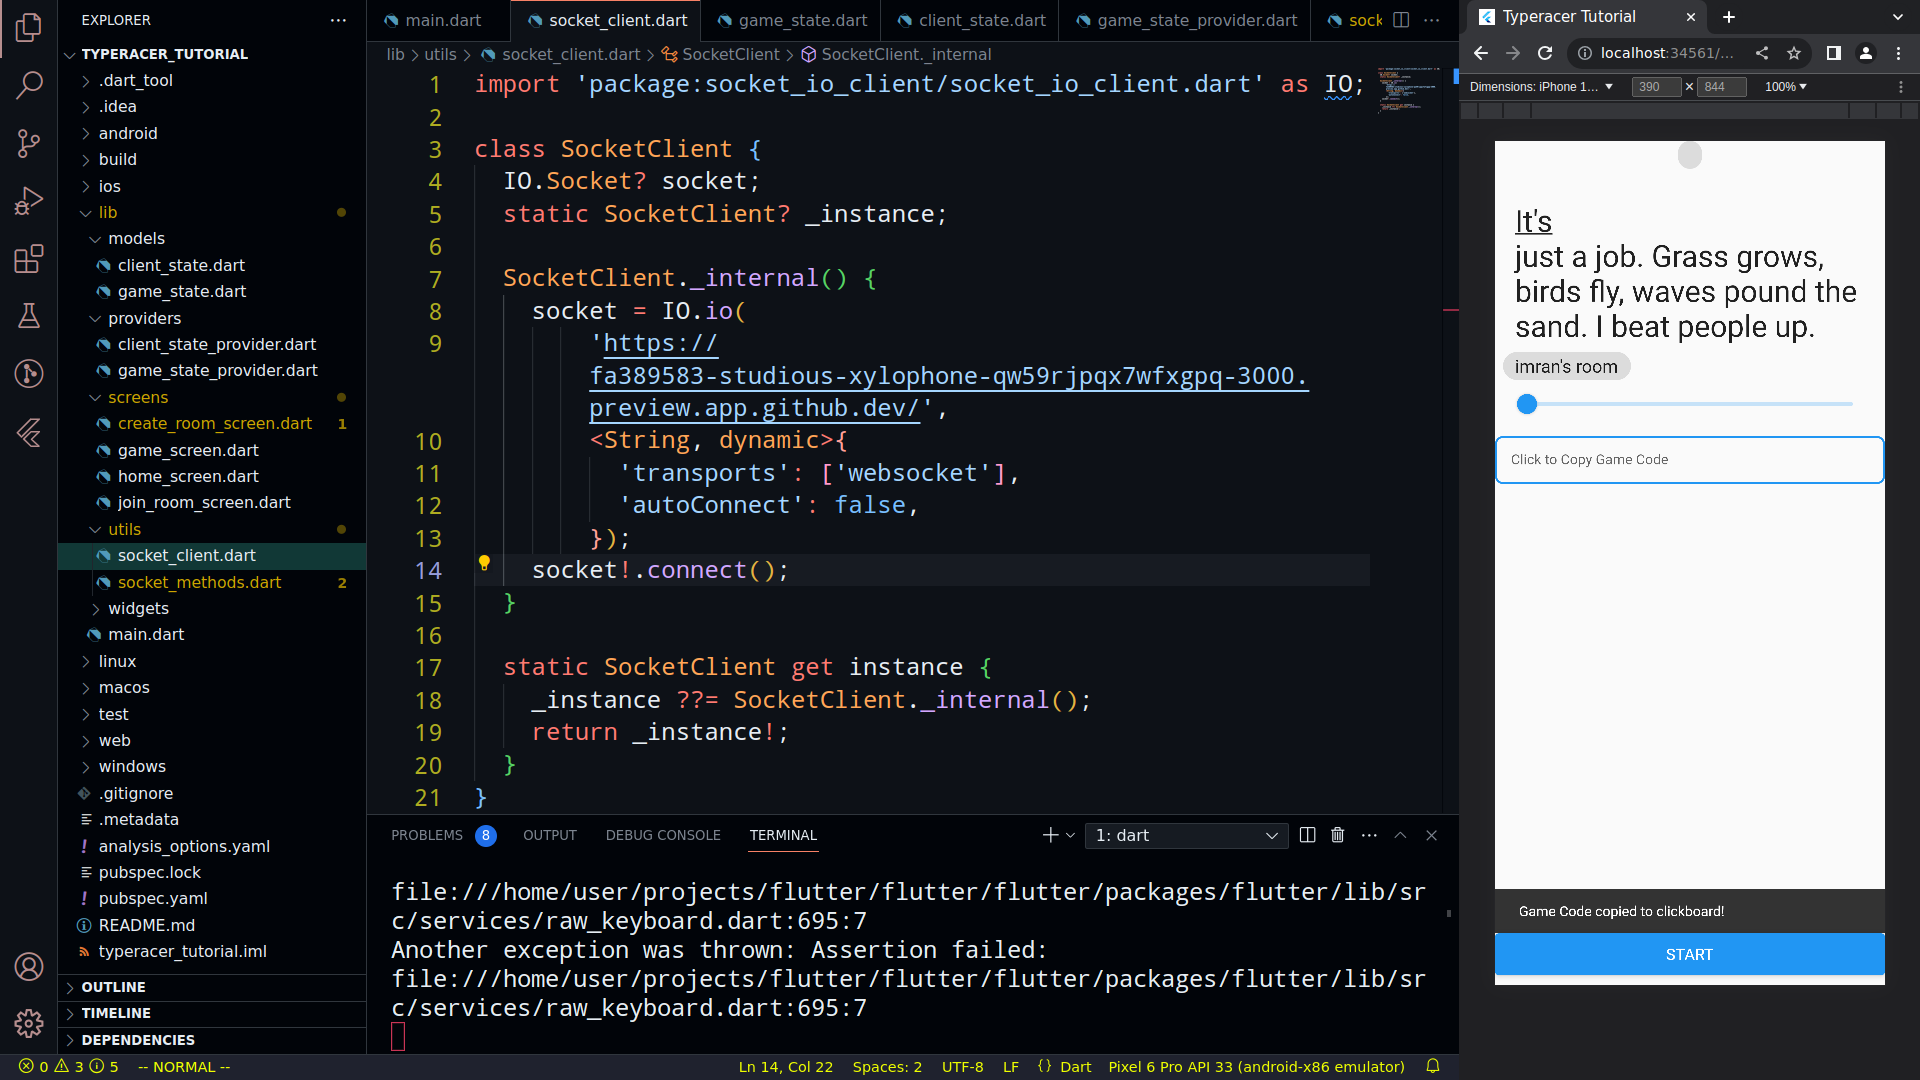 EXPLORER
TYPERACER_TUTORIAL
.dart_tool
.idea
android
build
ios
lib
models
client_state.dart
game_state.dart
providers
client_state_provider.dart
game_state_provider.dart
screens
create_room_screen.dart 1
game_screen.dart
home_screen.dart
join_room_screen.dart
utils
socket_client.dart
socket_methods.dart 2
widgets
main.dart
linux
macos
test
web
windows
.gitignore
.metadata
analysis_options.yaml
pubspec.lock
pubspec.yaml
README.md
typeracer_tutorial.iml
OUTLINE
TIMELINE
DEPENDENCIES
main.dart socket_client.dart game_state.dart client_state.dart game_state_provider.dart sock
lib > utils > socket_client.dart > SocketClient > SocketClient._internal
1 import 'package:socket_io_client/socket_io_client.dart' as IO;
2
3 class SocketClient {
4 IO.Socket? socket;
5 static SocketClient? _instance;
6
7 SocketClient._internal() {
8 socket = IO.io(
9 'https://
fa389583-studious-xylophone-qw59rjpqx7wfxgpq-3000.
preview.app.github.dev/',
10 <String, dynamic>{
11 'transports': ['websocket'],
12 'autoConnect': false,
13 });
14 socket!.connect();
15 }
16
17 static SocketClient get instance {
18 _instance ??= SocketClient._internal();
19 return _instance!;
20 }
21 }
PROBLEMS 8 OUTPUT DEBUG CONSOLE TERMINAL 1: dart
file:///home/user/projects/flutter/flutter/flutter/packages/flutter/lib/sr
c/services/raw_keyboard.dart:695:7
Another exception was thrown: Assertion failed:
file:///home/user/projects/flutter/flutter/flutter/packages/flutter/lib/sr
c/services/raw_keyboard.dart:695:7
0 3 5 -- NORMAL -- Ln 14, Col 22 Spaces: 2 UTF-8 LF {} Dart Pixel 6 Pro API 33 (android-x86 emulator)
Typeracer Tutorial
localhost:34561/...
Dimensions: iPhone 1... 390 × 844 100%
It's
just a job. Grass grows,
birds fly, waves pound the
sand. I beat people up.
imran's room
Click to Copy Game Code
Game Code copied to clickboard!
START